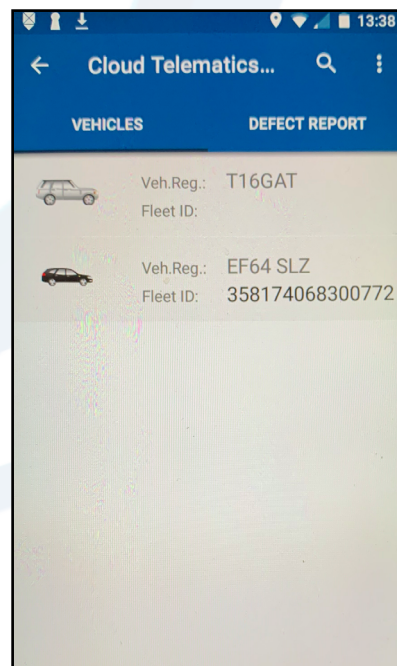 13:38
Cloud Telematics...
VEHICLES
DEFECT REPORT
Veh.Reg.: T16GAT
Fleet ID:
Veh.Reg.: EF64 SLZ
Fleet ID: 358174068300772